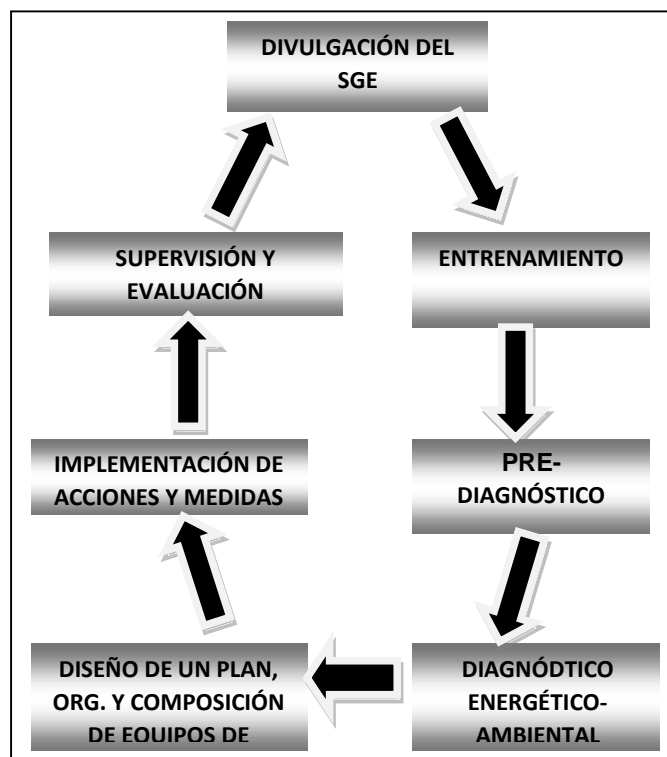 DIVULGACIÓN DEL
SGE
ENTRENAMIENTO
PRE-
DIAGNÓSTICO
DIAGNÓDTICO
ENERGÉTICO-
AMBIENTAL
DISEÑO DE UN PLAN,
ORG. Y COMPOSICIÓN
DE EQUIPOS DE
IMPLEMENTACIÓN DE
ACCIONES Y MEDIDAS
SUPERVISIÓN Y
EVALUACIÓN